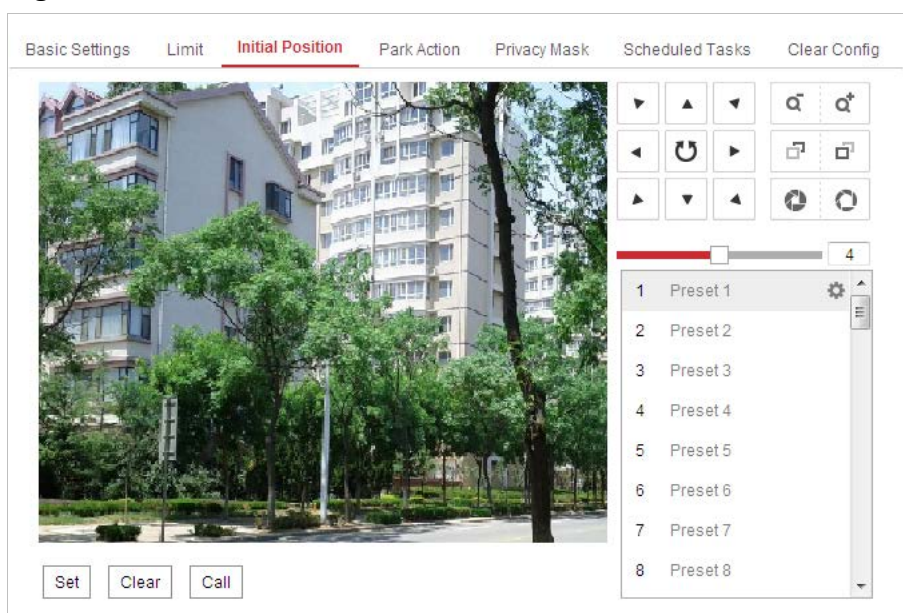 Basic Settings Limit Initial Position Park Action Privacy Mask Scheduled Tasks Clear Config
4
1 Preset 1
2 Preset 2
3 Preset 3
4 Preset 4
5 Preset 5
6 Preset 6
7 Preset 7
8 Preset 8
Set Clear Call